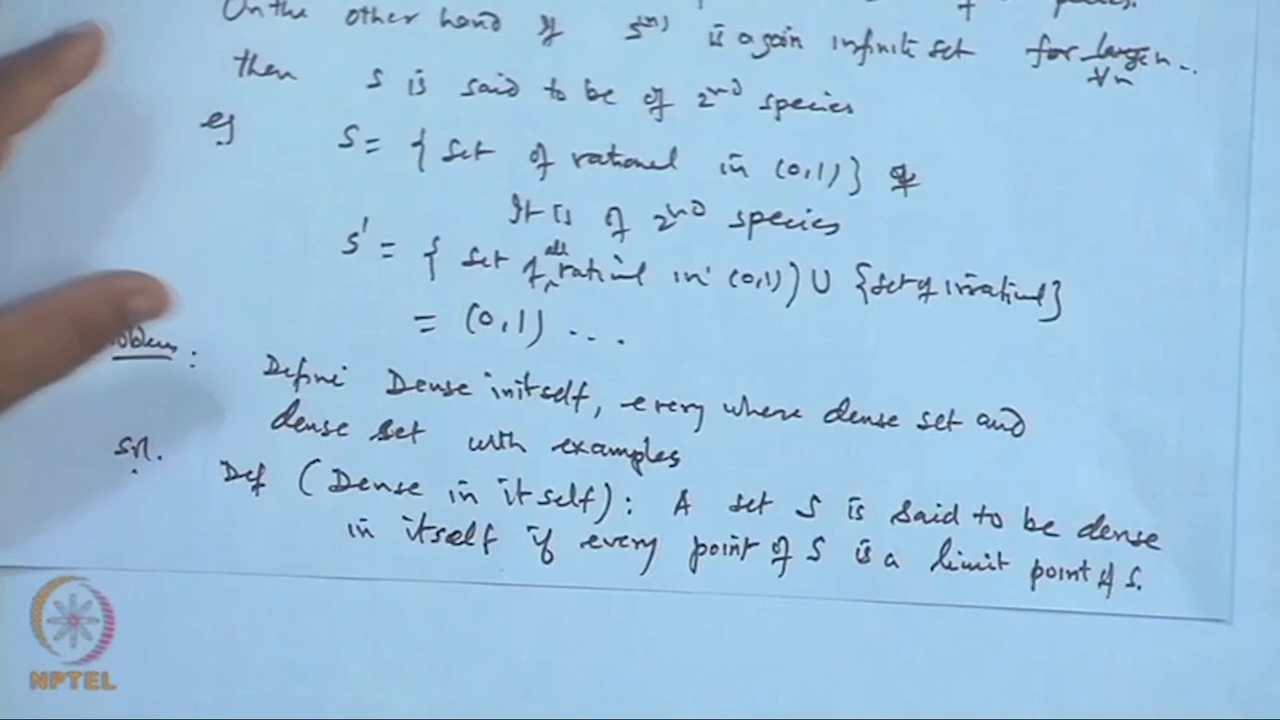 On the other hand if S⁽ⁿ⁾ is again infinite set for large n..
∀n
then S is said to be of 2nd species
eg S = { set of rational in (0,1)}
It is of 2nd species
S' = { set of all rational in (0,1)} ∪ {set of irrational}
= (0,1) ...
Problem :
Define Dense in itself, every where dense set and
dense set with examples
Sol.
Def (Dense in itself): A set S is said to be dense
in itself if every point of S is a limit point of S.
NPTEL